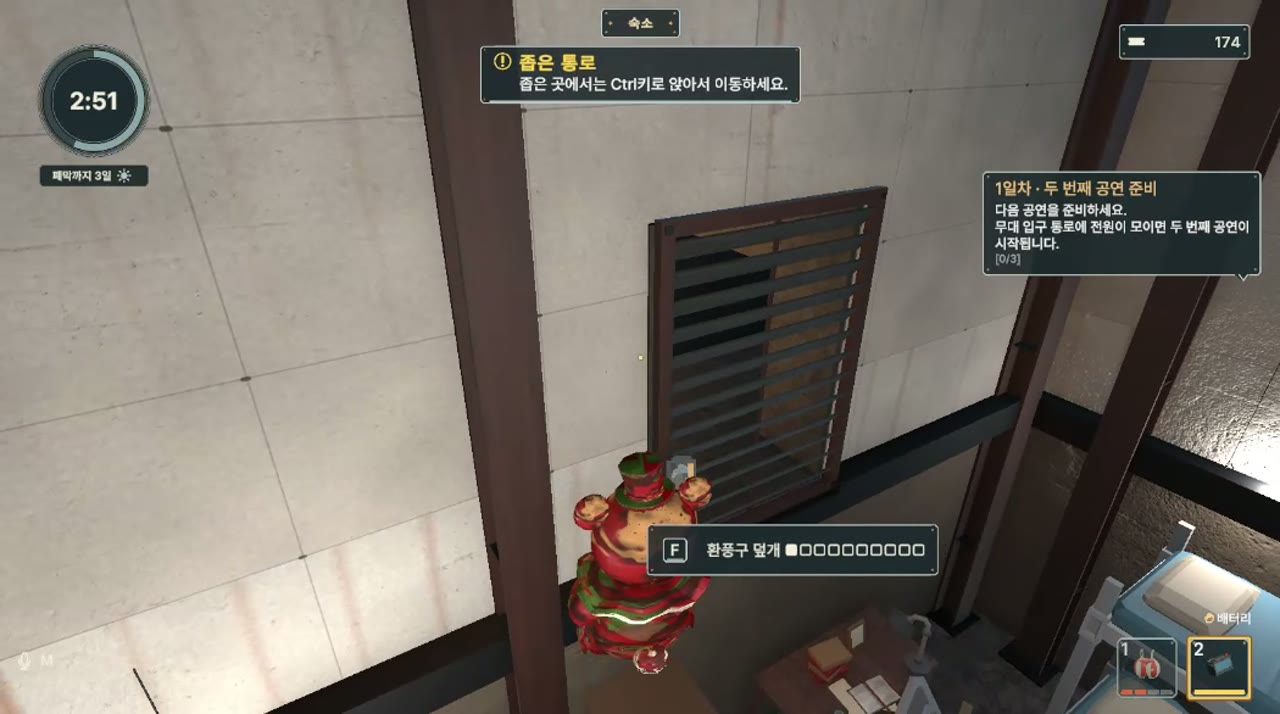 숙소
좁은 통로
좁은 곳에서는 Ctrl키로 앉아서 이동하세요.
174
2:51
폐막까지 3일
1일차 · 두 번째 공연 준비
다음 공연을 준비하세요.
무대 입구 통로에 전원이 모이면 두 번째 공연이
시작됩니다.
[0/3]
F 환풍구 덮개
배터리
1
2
M